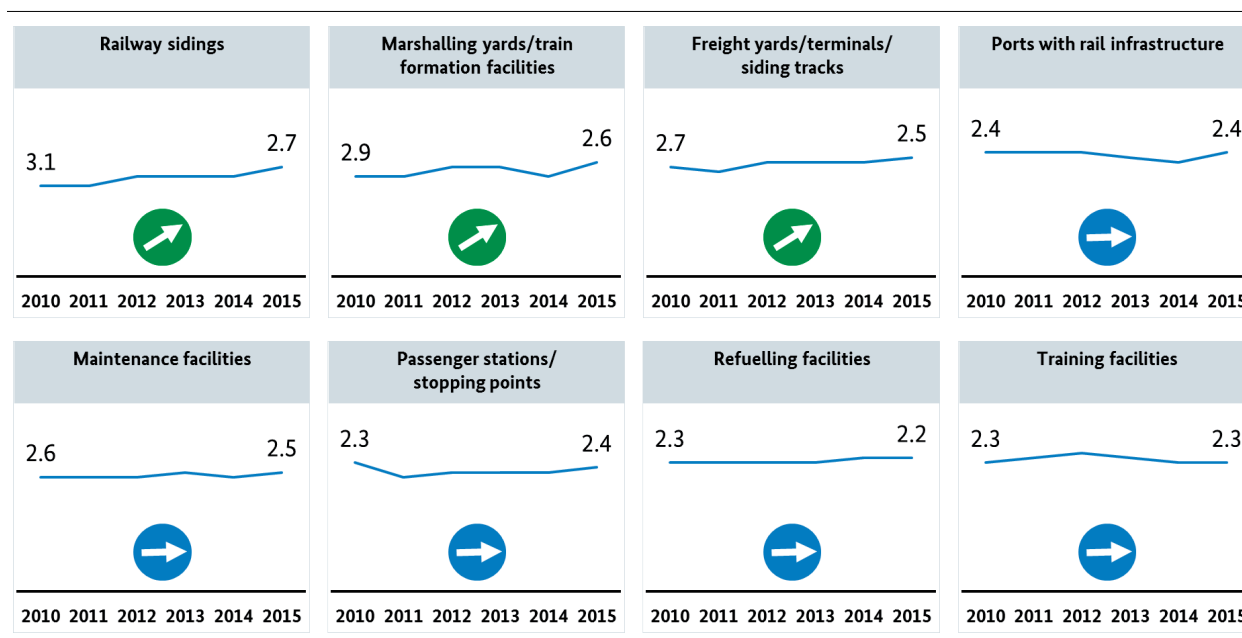 Railway sidings
3.1
2.7
2010 2011 2012 2013 2014 2015
Marshalling yards/train
formation facilities
2.9
2.6
2010 2011 2012 2013 2014 2015
Freight yards/terminals/
siding tracks
2.7
2.5
2010 2011 2012 2013 2014 2015
Ports with rail infrastructure
2.4
2.4
2010 2011 2012 2013 2014 2015
Maintenance facilities
2.6
2.5
2010 2011 2012 2013 2014 2015
Passenger stations/
stopping points
2.3
2.4
2010 2011 2012 2013 2014 2015
Refuelling facilities
2.3
2.2
2010 2011 2012 2013 2014 2015
Training facilities
2.3
2.3
2010 2011 2012 2013 2014 2015